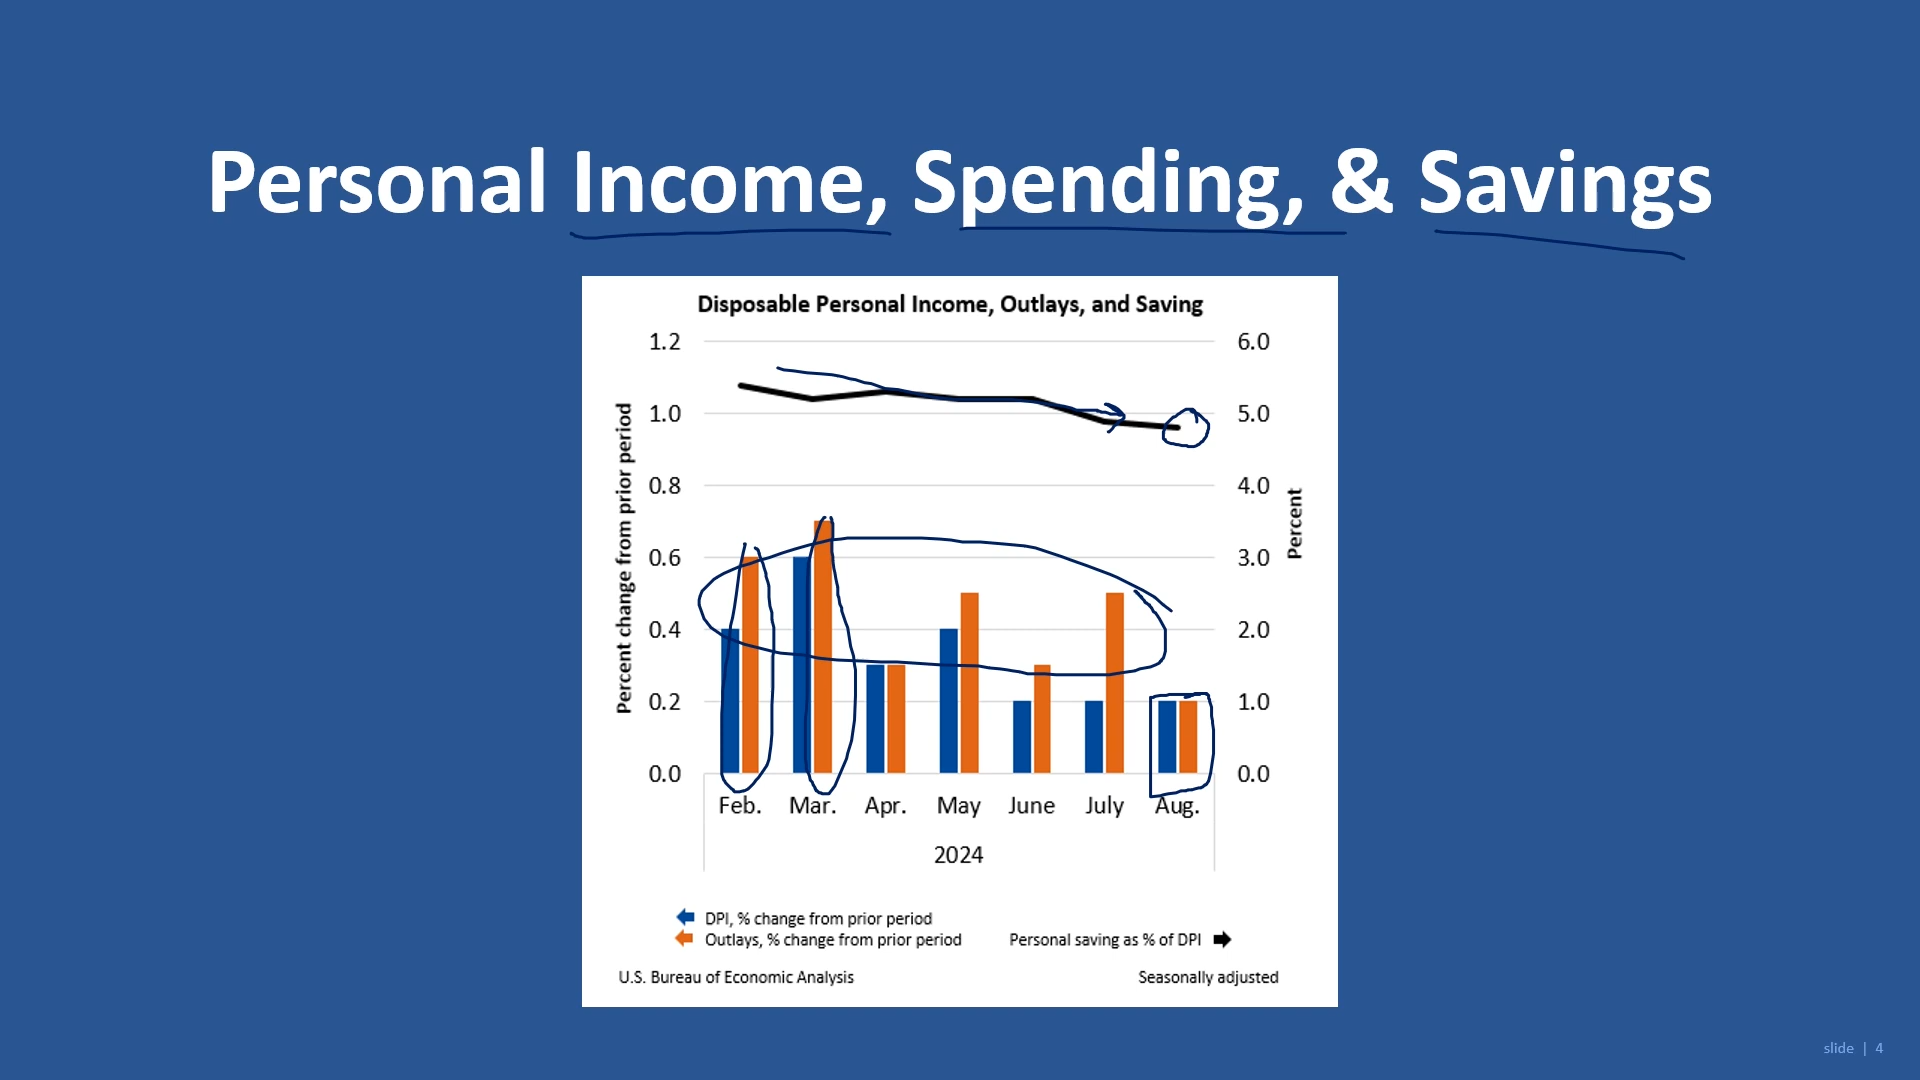 Personal Income, Spending, & Savings
Disposable Personal Income, Outlays, and Saving
Percent change from prior period
1.2
1.0
0.8
0.6
0.4
0.2
0.0
6.0
5.0
4.0
3.0
2.0
1.0
0.0
Percent
Feb. Mar. Apr. May June July Aug.
2024
DPI, % change from prior period
Outlays, % change from prior period
Personal saving as % of DPI
U.S. Bureau of Economic Analysis
Seasonally adjusted
slide | 4